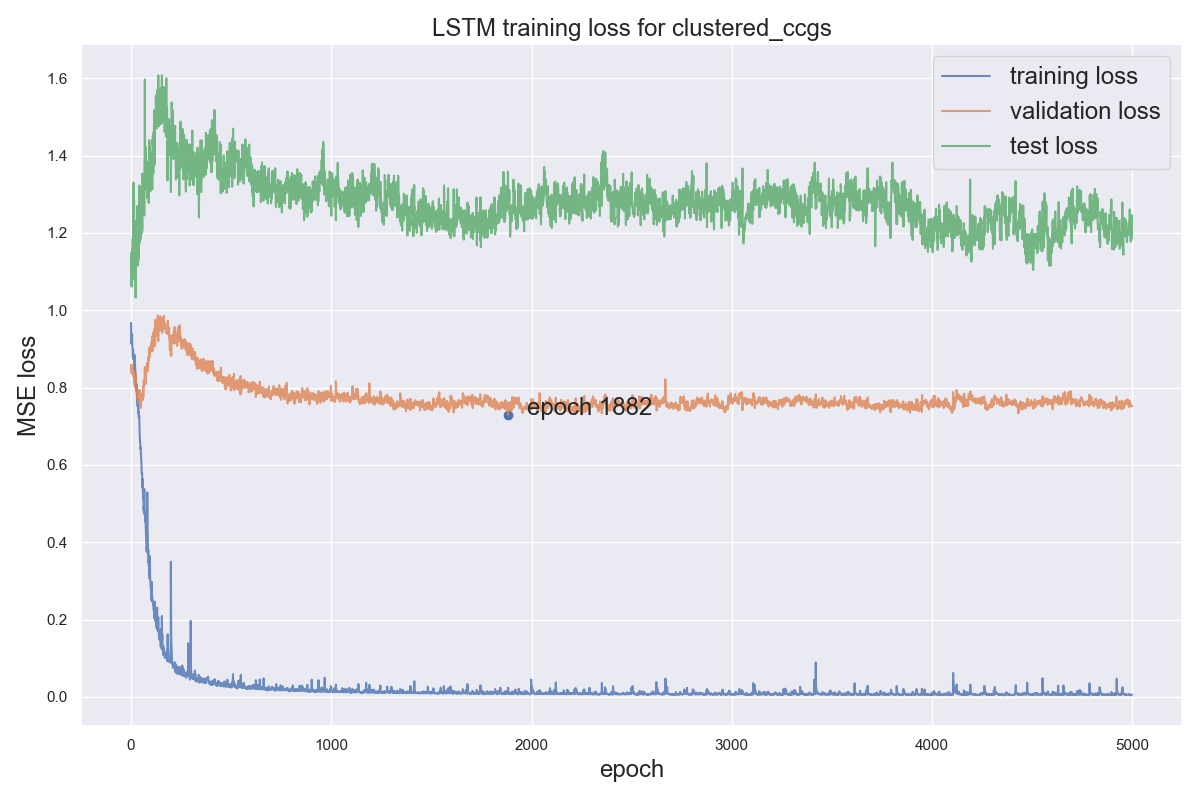 LSTM training loss for clustered_ccgs
training loss
validation loss
test loss
1.6
1.4
1.2
1.0
0.8
0.6
0.4
0.2
0.0
MSE loss
epoch 1882
0
1000
2000
3000
4000
5000
epoch